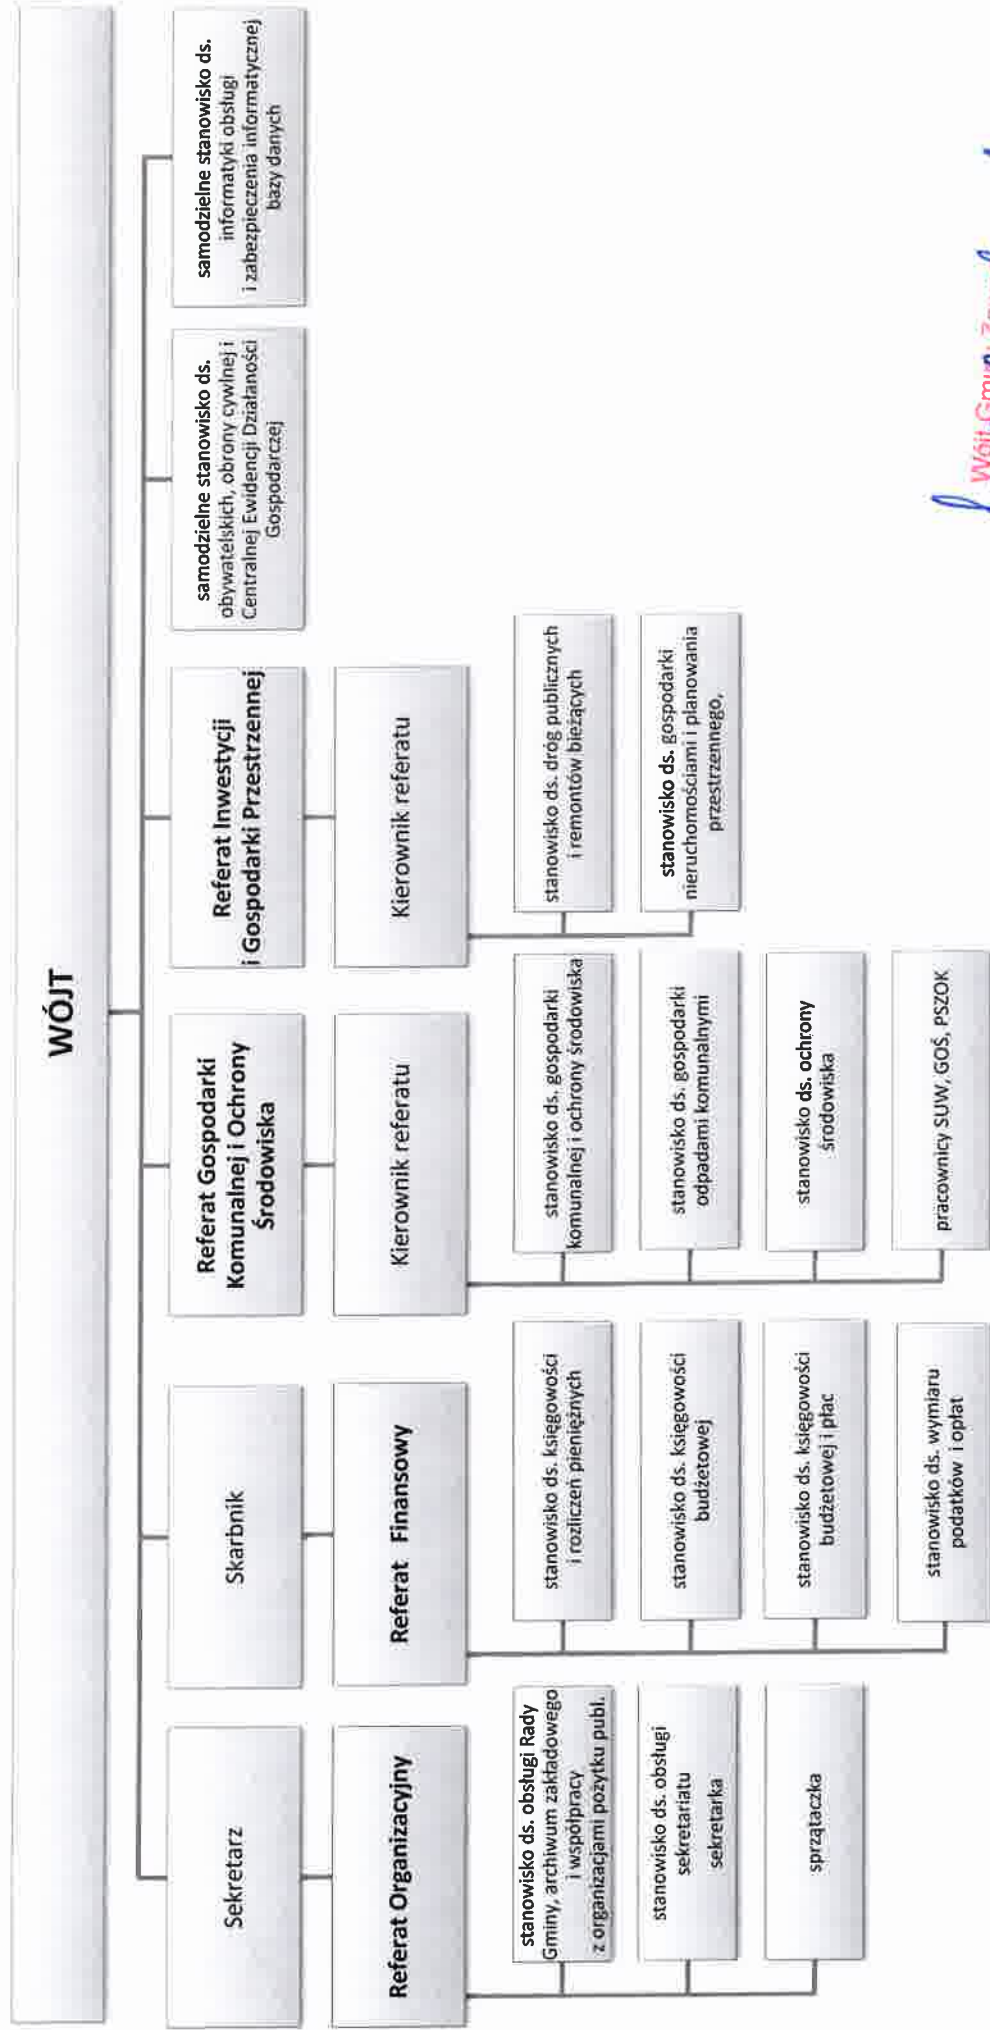 WÓJT
Sekretarz
Referat Organizacyjny
stanowisko ds. obsługi Rady
Gminy, archiwum zakładowego
i współpracy
z organizacjami pożytku publ.
stanowisko ds. obsługi
sekretariatu
sekretarka
sprzątaczka
Skarbnik
Referat Finansowy
stanowisko ds. księgowości
i rozliczeń pieniężnych
stanowisko ds. księgowości
budżetowej
stanowisko ds. księgowości
budżetowej i płac
stanowisko ds. wymiaru
podatków i opłat
Referat Gospodarki
Komunalnej i Ochrony
Środowiska
Kierownik referatu
stanowisko ds. gospodarki
komunalnej i ochrony środowiska
stanowisko ds. gospodarki
odpadami komunalnymi
stanowisko ds. ochrony
środowiska
pracownicy SUW, GOŚ, PSZOK
Referat Inwestycji
i Gospodarki Przestrzennej
Kierownik referatu
stanowisko ds. dróg publicznych
i remontów bieżących
stanowisko ds. gospodarki
nieruchomościami i planowania
przestrzennego,
samodzielne stanowisko ds.
obywatelskich, obrony cywlnej i
Centralnej Ewidencji Działaności
Gospodarczej
samodzielne stanowisko ds.
informatyki obsługi
i zabezpieczenia informatycznej
bazy danych
Wójt Gminy